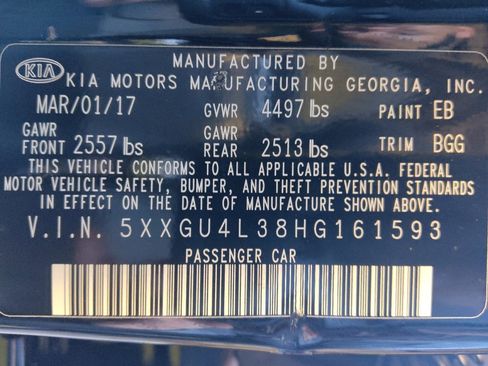 MANUFACTURED BY
KIA KIA MOTORS MANUFACTURING GEORGIA, INC.
MAR/01/17 GVWR 4497 lbs PAINT EB
GAWR FRONT 2557 lbs GAWR REAR 2513 lbs TRIM BGG
THIS VEHICLE CONFORMS TO ALL APPLICABLE U.S.A. FEDERAL
MOTOR VEHICLE SAFETY, BUMPER, AND THEFT PREVENTION STANDARDS
IN EFFECT ON THE DATE OF MANUFACTURE SHOWN ABOVE.
V.I.N. 5XXGU4L38HG161593
PASSENGER CAR